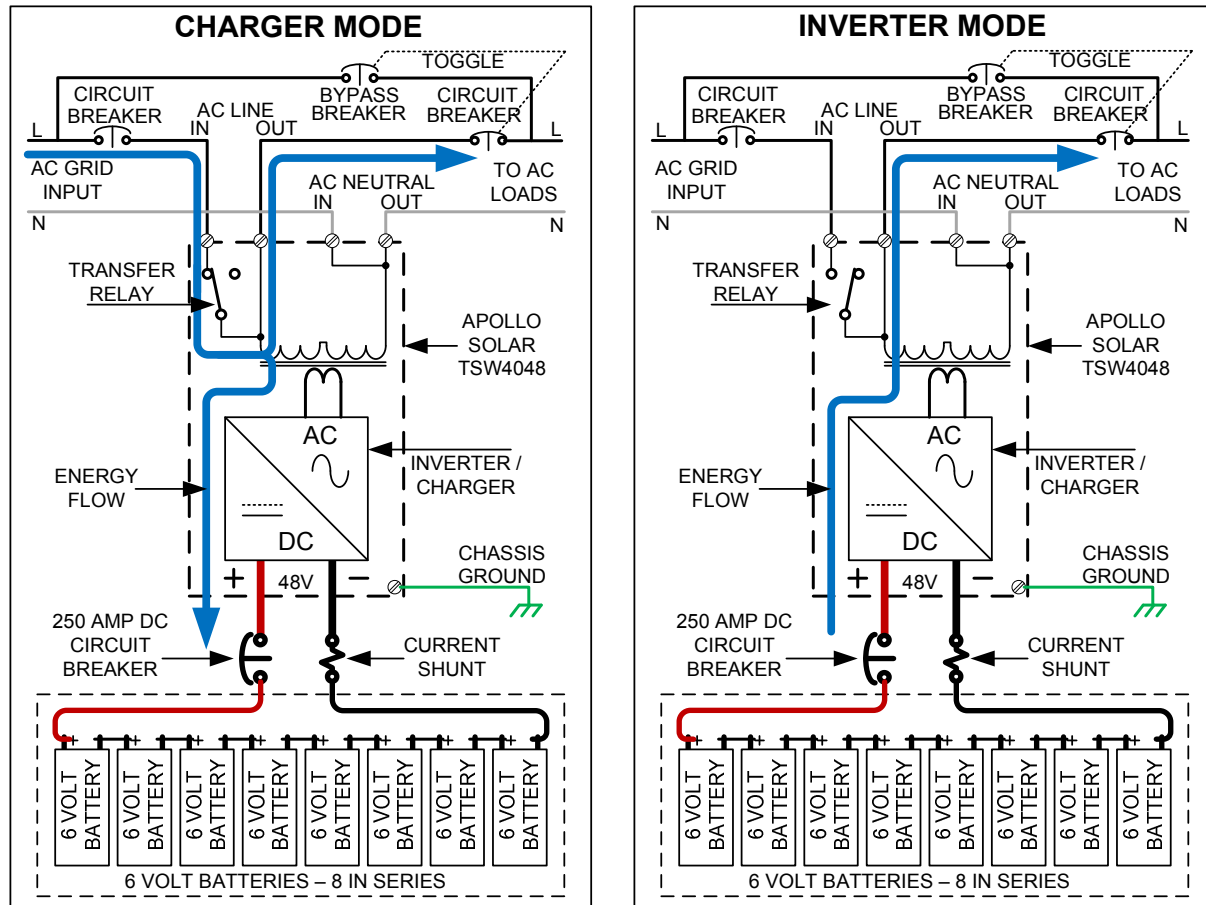 CHARGER MODE
TOGGLE
CIRCUIT
BREAKER
AC LINE
IN
OUT
BYPASS
BREAKER
CIRCUIT
BREAKER
L
L
AC GRID
INPUT
AC NEUTRAL
IN
OUT
TO AC
LOADS
N
N
TRANSFER
RELAY
APOLLO
SOLAR
TSW4048
AC
INVERTER /
CHARGER
ENERGY
FLOW
DC
CHASSIS
GROUND
+
48V
–
250 AMP DC
CIRCUIT
BREAKER
CURRENT
SHUNT
+
+
+
+
+
+
+
+
6 VOLT
BATTERY
6 VOLT
BATTERY
6 VOLT
BATTERY
6 VOLT
BATTERY
6 VOLT
BATTERY
6 VOLT
BATTERY
6 VOLT
BATTERY
6 VOLT
BATTERY
6 VOLT BATTERIES – 8 IN SERIES
INVERTER MODE
TOGGLE
CIRCUIT
BREAKER
AC LINE
IN
OUT
BYPASS
BREAKER
CIRCUIT
BREAKER
L
L
AC GRID
INPUT
AC NEUTRAL
IN
OUT
TO AC
LOADS
N
N
TRANSFER
RELAY
APOLLO
SOLAR
TSW4048
AC
INVERTER /
CHARGER
ENERGY
FLOW
DC
CHASSIS
GROUND
+
48V
–
250 AMP DC
CIRCUIT
BREAKER
CURRENT
SHUNT
+
+
+
+
+
+
+
+
6 VOLT
BATTERY
6 VOLT
BATTERY
6 VOLT
BATTERY
6 VOLT
BATTERY
6 VOLT
BATTERY
6 VOLT
BATTERY
6 VOLT
BATTERY
6 VOLT
BATTERY
6 VOLT BATTERIES – 8 IN SERIES